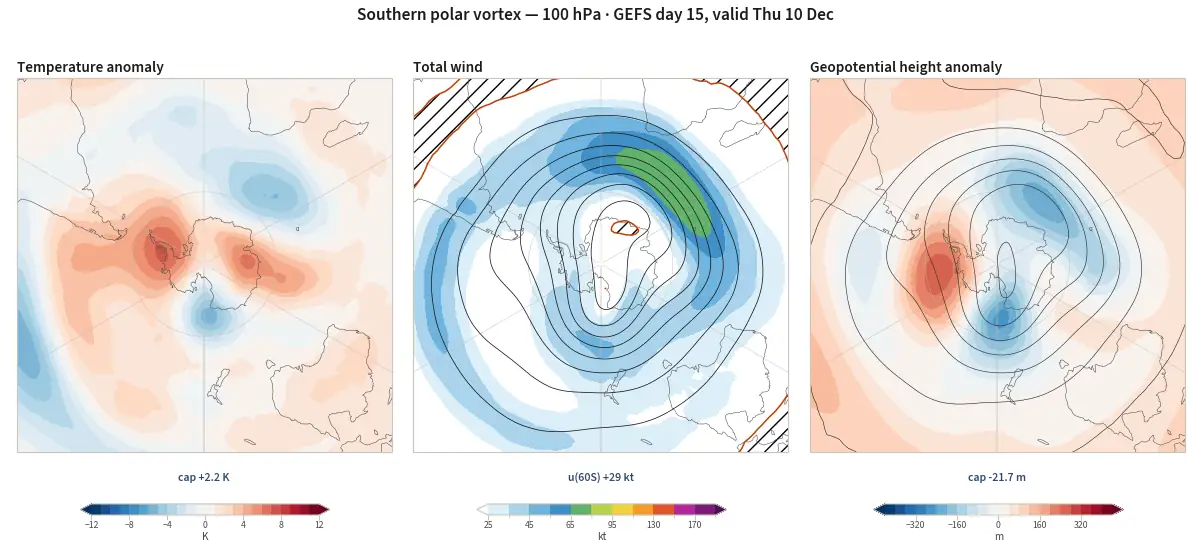 Southern polar vortex — 100 hPa · GEFS day 15, valid Thu 10 Dec
Temperature anomaly
Total wind
Geopotential height anomaly
cap +2.2 K
u(60S) +29 kt
cap -21.7 m
−12 −8 −4 0 4 8 12
K
25 45 65 95 130 170
kt
−320 −160 0 160 320
m